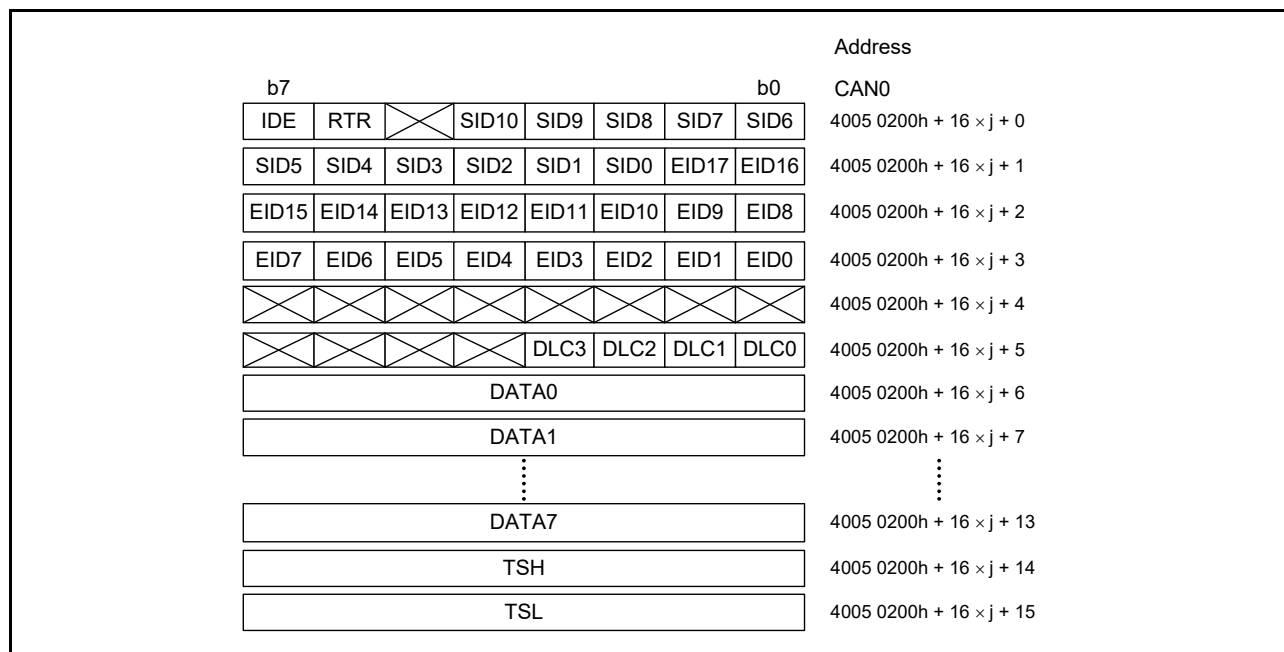 Address
b7 b0 CAN0
IDE RTR SID10 SID9 SID8 SID7 SID6 4005 0200h + 16 × j + 0
SID5 SID4 SID3 SID2 SID1 SID0 EID17 EID16 4005 0200h + 16 × j + 1
EID15 EID14 EID13 EID12 EID11 EID10 EID9 EID8 4005 0200h + 16 × j + 2
EID7 EID6 EID5 EID4 EID3 EID2 EID1 EID0 4005 0200h + 16 × j + 3
4005 0200h + 16 × j + 4
DLC3 DLC2 DLC1 DLC0 4005 0200h + 16 × j + 5
DATA0 4005 0200h + 16 × j + 6
DATA1 4005 0200h + 16 × j + 7
DATA7 4005 0200h + 16 × j + 13
TSH 4005 0200h + 16 × j + 14
TSL 4005 0200h + 16 × j + 15